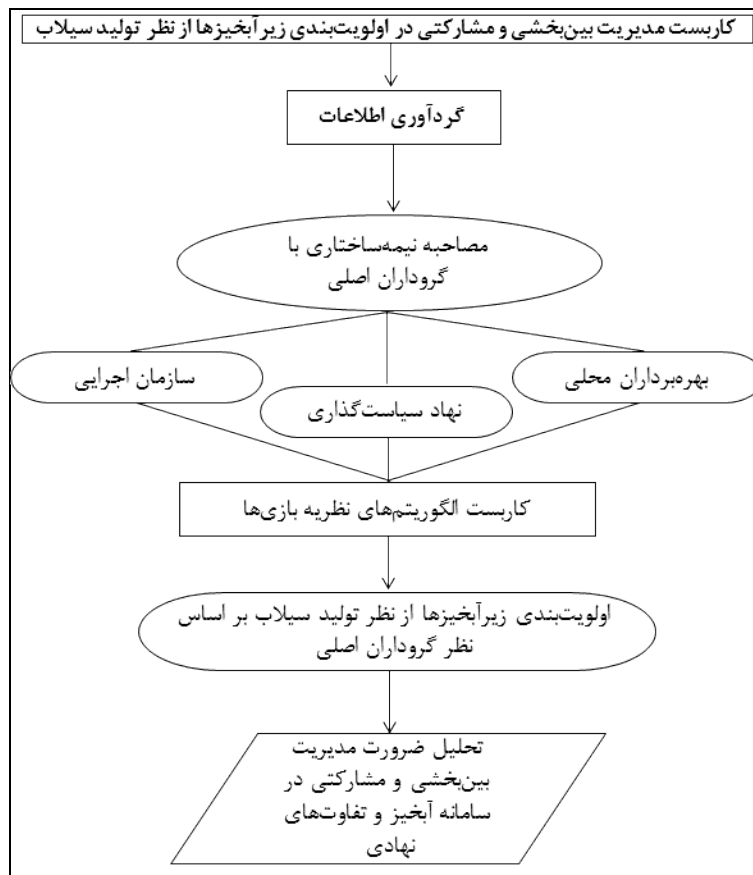 کاربست مدیریت بین‌بخشی و مشارکتی در اولویت‌بندی زیرآبخیزها از نظر تولید سیلاب
گردآوری اطلاعات
مصاحبه نیمه‌ساختاری با
گروداران اصلی
بهره‌برداران محلی
نهاد سیاست‌گذاری
سازمان اجرایی
کاربست الگوریتم‌های نظریه بازی‌ها
اولویت‌بندی زیرآبخیزها از نظر تولید سیلاب بر اساس
نظر گروداران اصلی
تحلیل ضرورت مدیریت
بین‌بخشی و مشارکتی در
سامانه آبخیز و تفاوت‌های
نهادی